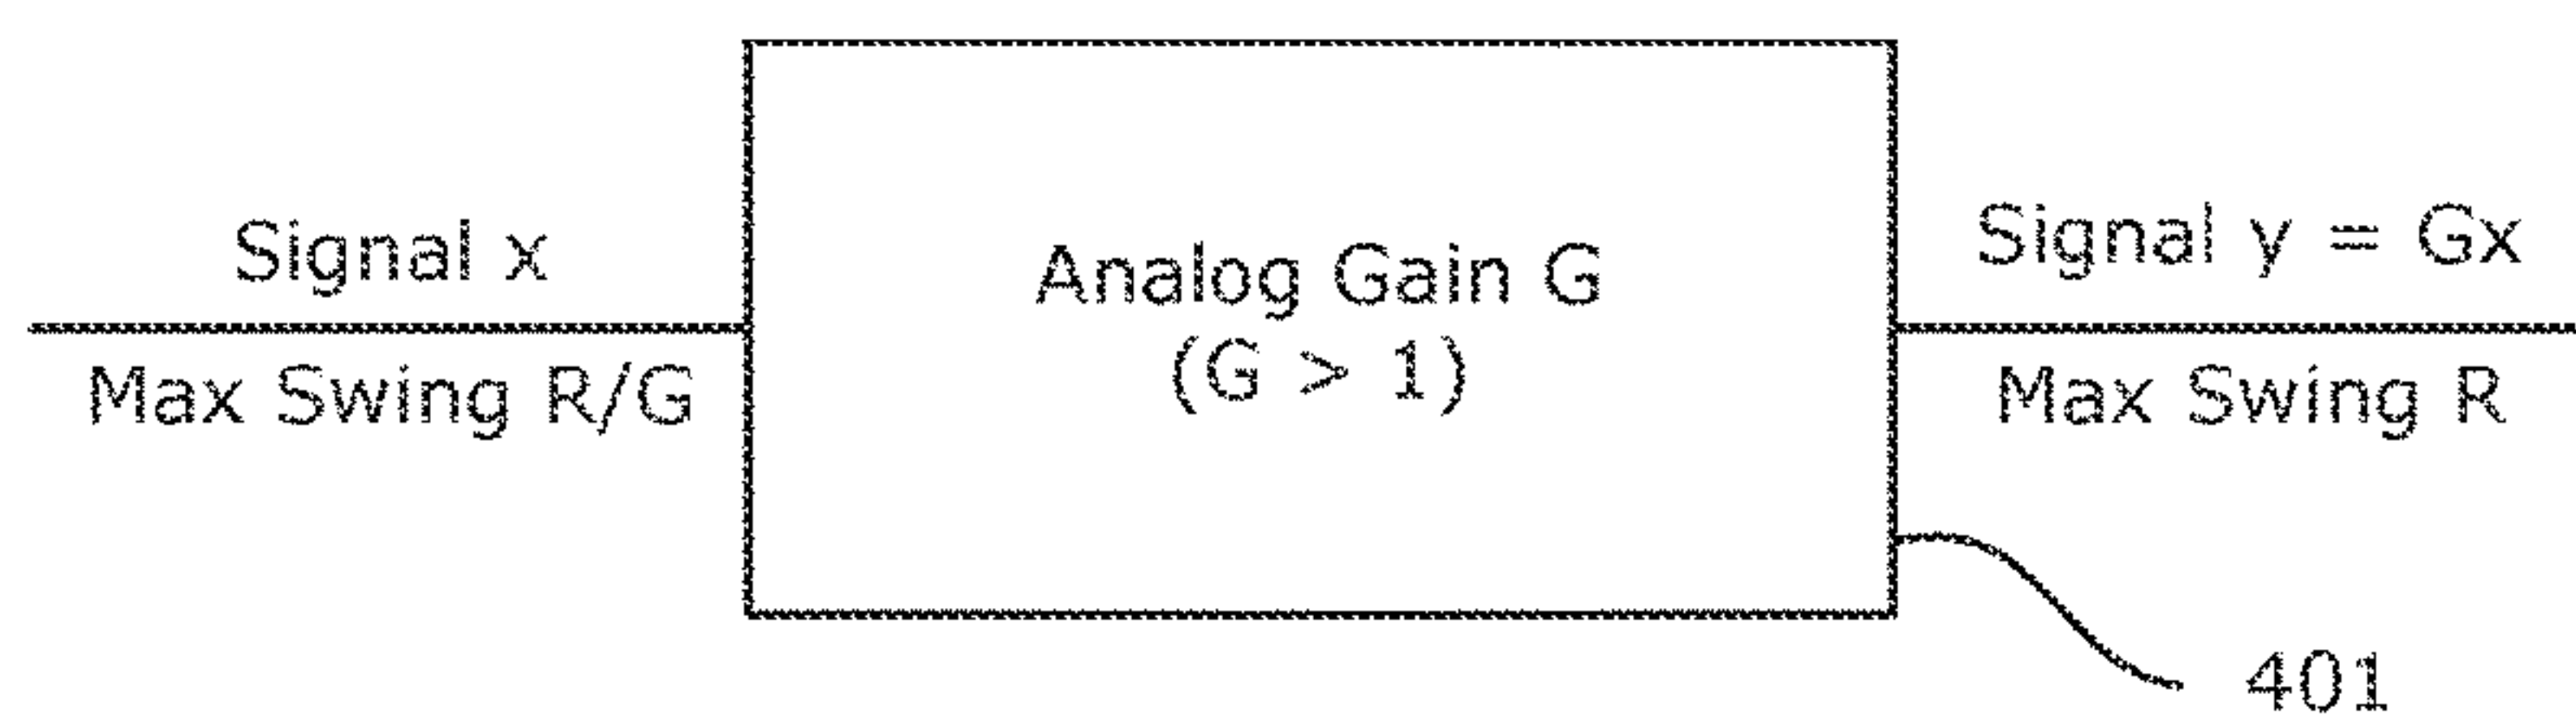 Signal x
Max Swing R/G
Analog Gain G
(G > 1)
Signal y = Gx
Max Swing R
401